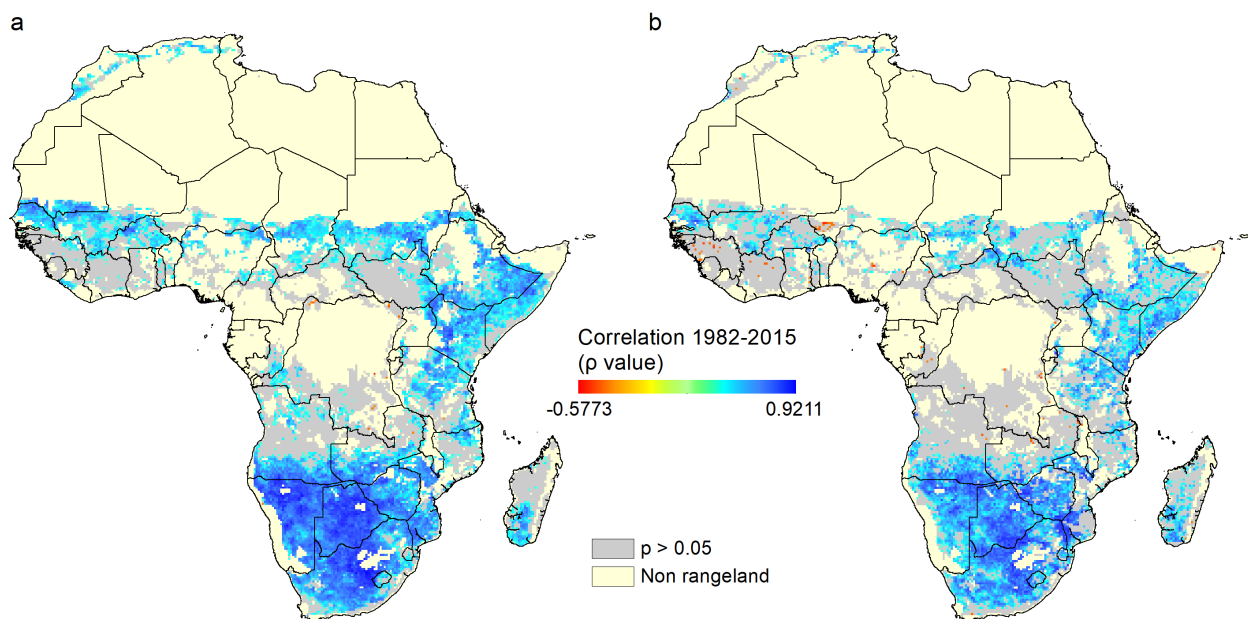 a
b
Correlation 1982-2015
(ρ value)
-0.5773
0.9211
p > 0.05
Non rangeland